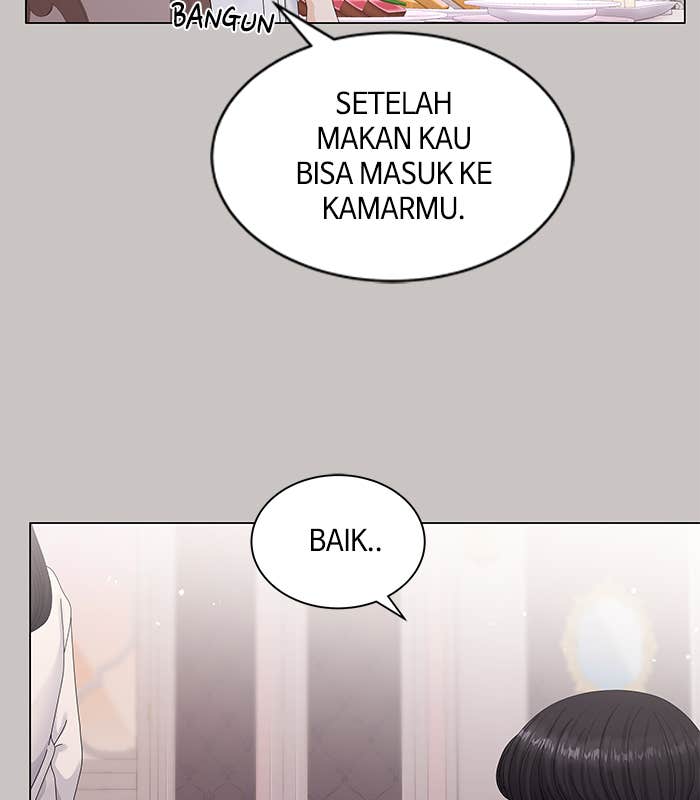 BANGUN
SETELAH
MAKAN KAU
BISA MASUK KE
KAMARMU.
BAIK..